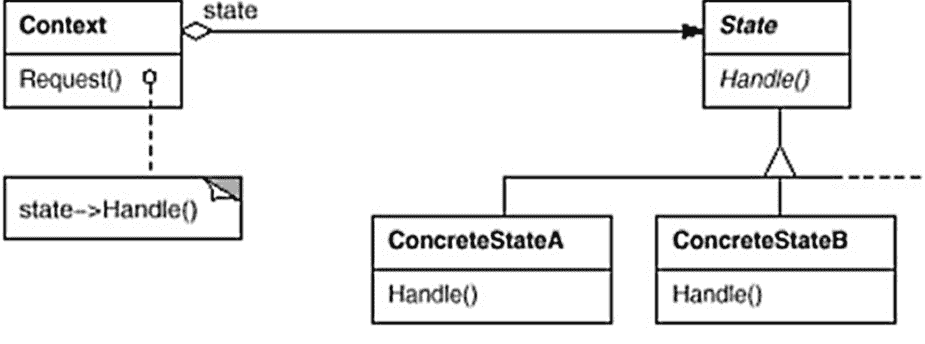 state
Context
State
Request()
Handle()
state->Handle()
ConcreteStateA
ConcreteStateB
Handle()
Handle()